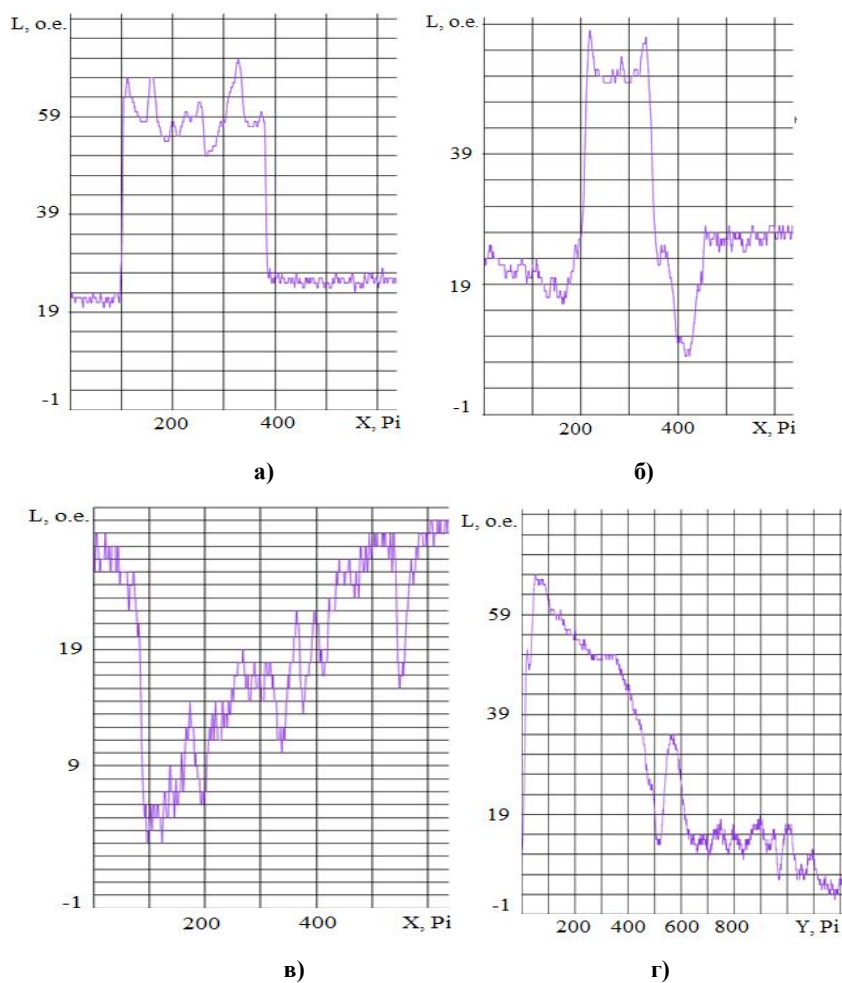 L, o.e.
59
39
19
-1
200 400 X, Pi
а)
L, o.e.
39
19
-1
200 400 X, Pi
б)
L, o.e.
19
9
-1
200 400 X, Pi
в)
L, o.e.
59
39
19
-1
200 400 600 800 Y, Pi
г)